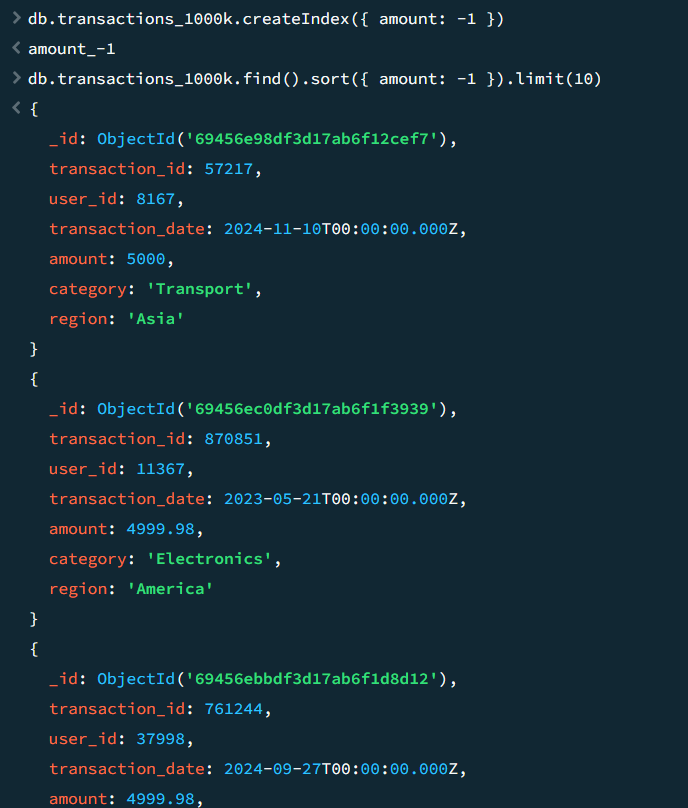 > db.transactions_1000k.createIndex({ amount: -1 })
< amount_-1
> db.transactions_1000k.find().sort({ amount: -1 }).limit(10)
< {
_id: ObjectId('69456e98df3d17ab6f12cef7'),
transaction_id: 57217,
user_id: 8167,
transaction_date: 2024-11-10T00:00:00.000Z,
amount: 5000,
category: 'Transport',
region: 'Asia'
}
{
_id: ObjectId('69456ec0df3d17ab6f1f3939'),
transaction_id: 870851,
user_id: 11367,
transaction_date: 2023-05-21T00:00:00.000Z,
amount: 4999.98,
category: 'Electronics',
region: 'America'
}
{
_id: ObjectId('69456ebbdf3d17ab6f1d8d12'),
transaction_id: 761244,
user_id: 37998,
transaction_date: 2024-09-27T00:00:00.000Z,
amount: 4999.98,